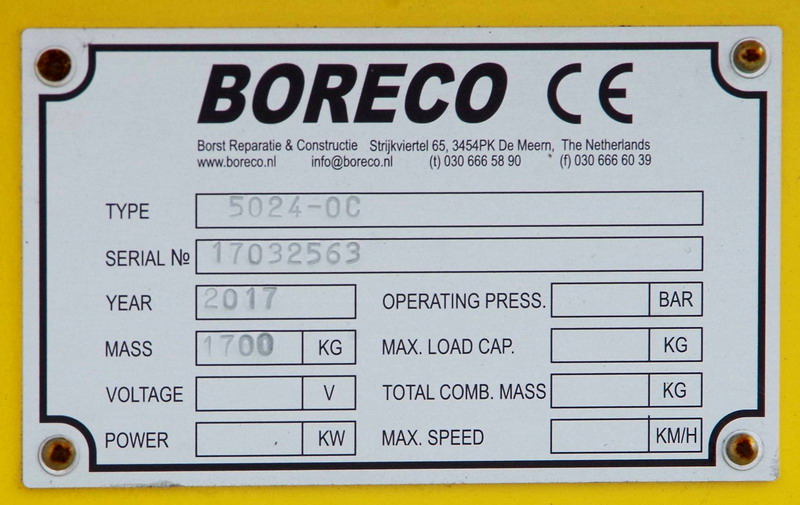 BORECO CE
Borst Reparatie & Constructie Strijkviertel 65, 3454PK De Meern, The Netherlands
www.boreco.nl info@boreco.nl (t) 030 666 58 90 (f) 030 666 60 39
TYPE 5024-0C
SERIAL № 17032563
YEAR 2017 OPERATING PRESS. BAR
MASS 1700 KG MAX. LOAD CAP. KG
VOLTAGE V TOTAL COMB. MASS KG
POWER KW MAX. SPEED KM/H